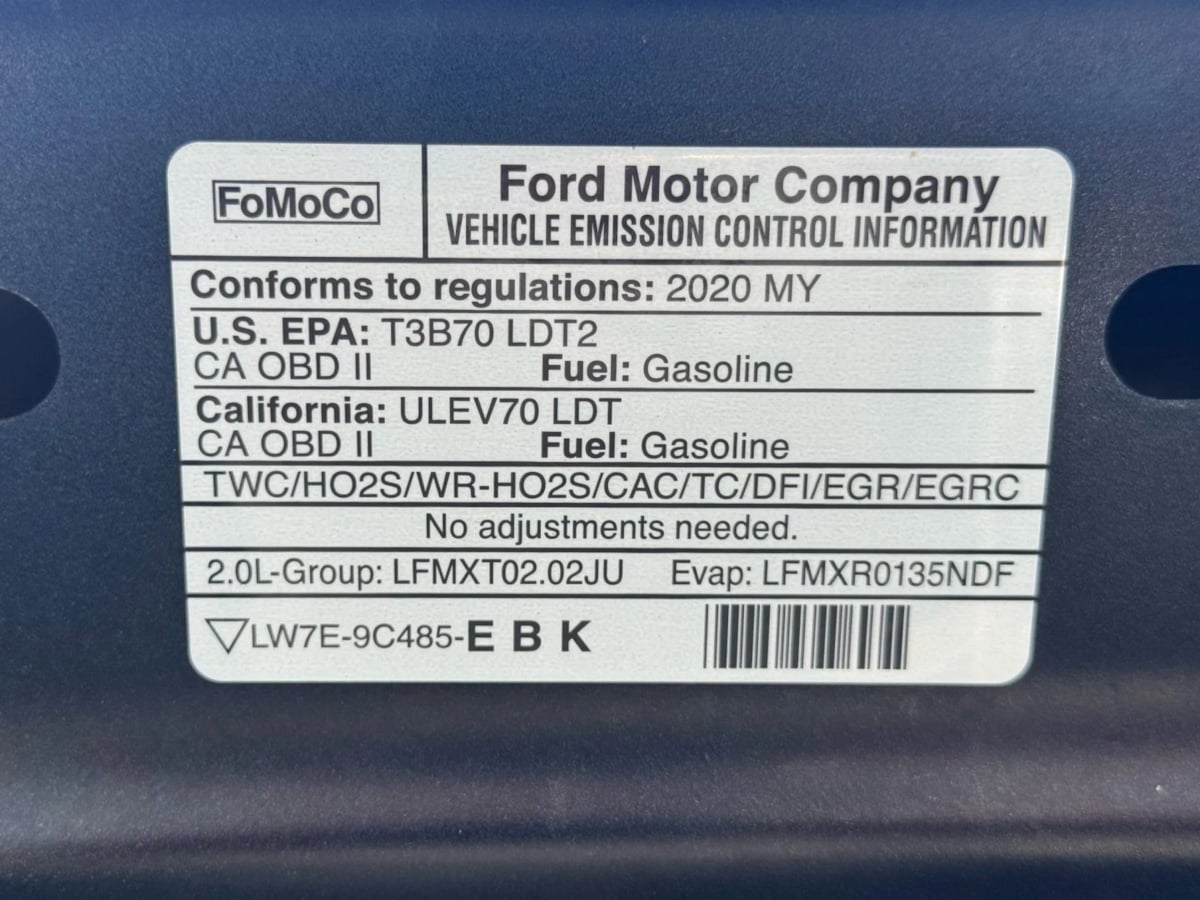 FoMoCo
Ford Motor Company
VEHICLE EMISSION CONTROL INFORMATION
Conforms to regulations: 2020 MY
U.S. EPA: T3B70 LDT2
CA OBD II Fuel: Gasoline
California: ULEV70 LDT
CA OBD II Fuel: Gasoline
TWC/HO2S/WR-HO2S/CAC/TC/DFI/EGR/EGRC
No adjustments needed.
2.0L-Group: LFMXT02.02JU Evap: LFMXR0135NDF
▽LW7E-9C485-E B K